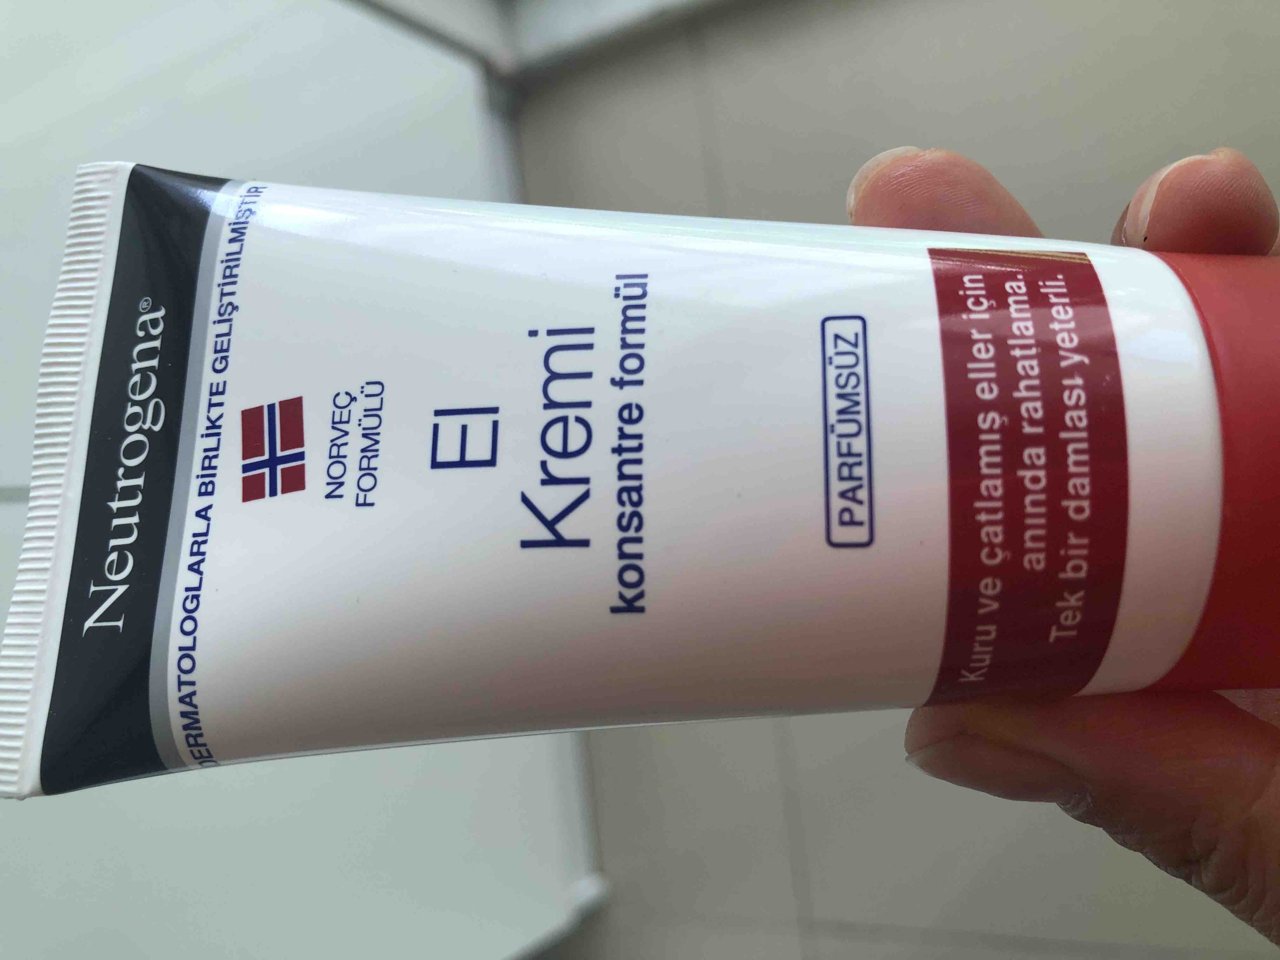 Neutrogena®
DERMATOLOGLARLA BİRLİKTE GELİŞTİRİLMİŞTİR
NORVEÇ
FORMÜLÜ
El
Kremi
konsantre formül
PARFÜMSÜZ
Kuru ve çatlamış eller için
anında rahatlama.
Tek bir damlası yeterli.